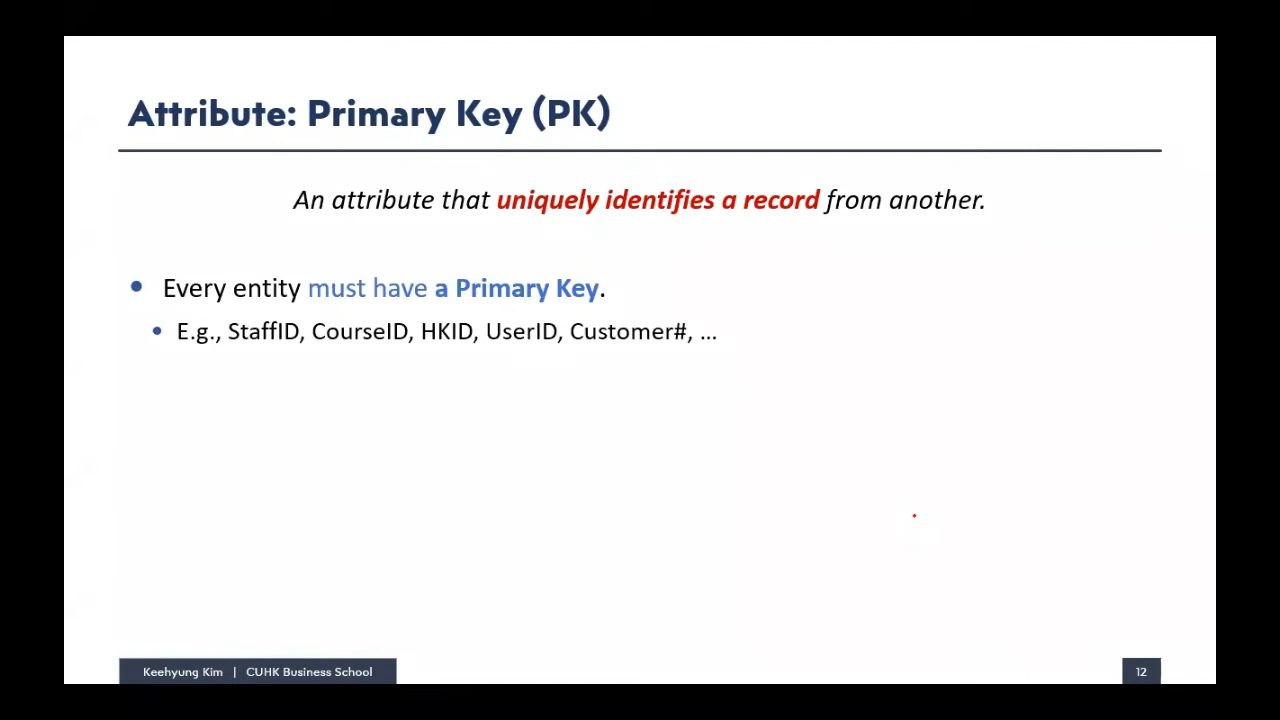 Attribute: Primary Key (PK)
An attribute that uniquely identifies a record from another.
Every entity must have a Primary Key.
E.g., StaffID, CourseID, HKID, UserID, Customer#, ...
Keehyung Kim | CUHK Business School
12